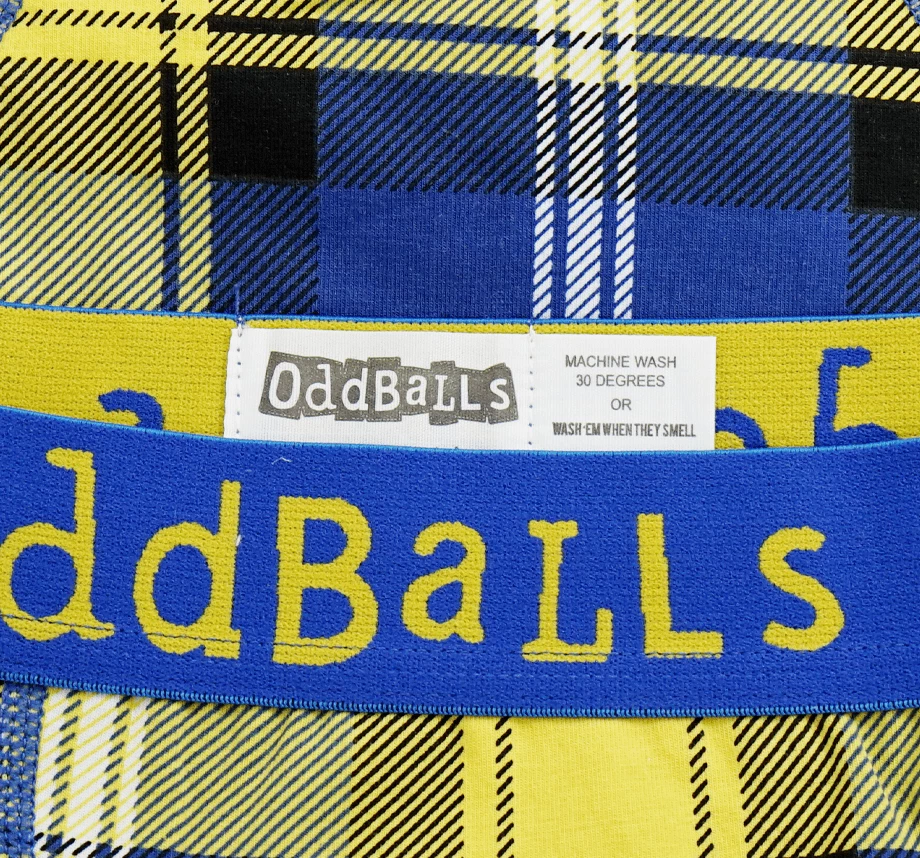 OddBaLLs
MACHINE WASH
30 DEGREES
OR
WASH 'EM WHEN THEY SMELL
ddBaLLs